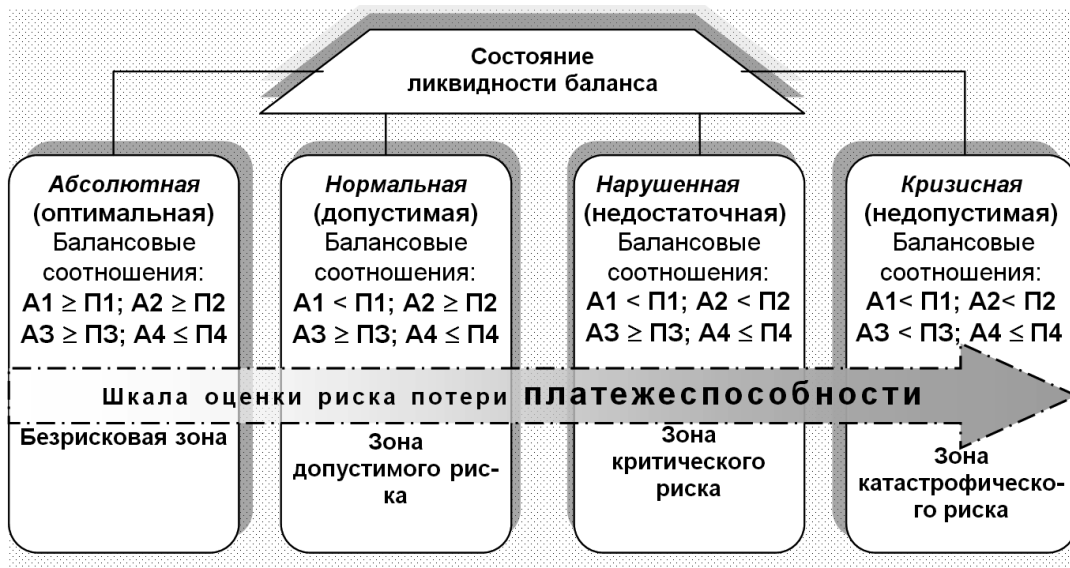 Состояние
ликвидности баланса
Абсолютная
(оптимальная)
Балансовые
соотношения:
А1 ≥ П1; А2 ≥ П2
А3 ≥ П3; А4 ≤ П4
Нормальная
(допустимая)
Балансовые
соотношения:
А1 < П1; А2 ≥ П2
А3 ≥ П3; А4 ≤ П4
Нарушенная
(недостаточная)
Балансовые
соотношения:
А1 < П1; А2 < П2
А3 ≥ П3; А4 ≤ П4
Кризисная
(недопустимая)
Балансовые
соотношения:
А1< П1; А2< П2
А3 < П3; А4 ≤ П4
Шкала оценки риска потери платежеспособности
Безрисковая зона
Зона
допустимого рис-
ка
Зона
критического
риска
Зона
катастрофическо-
го риска